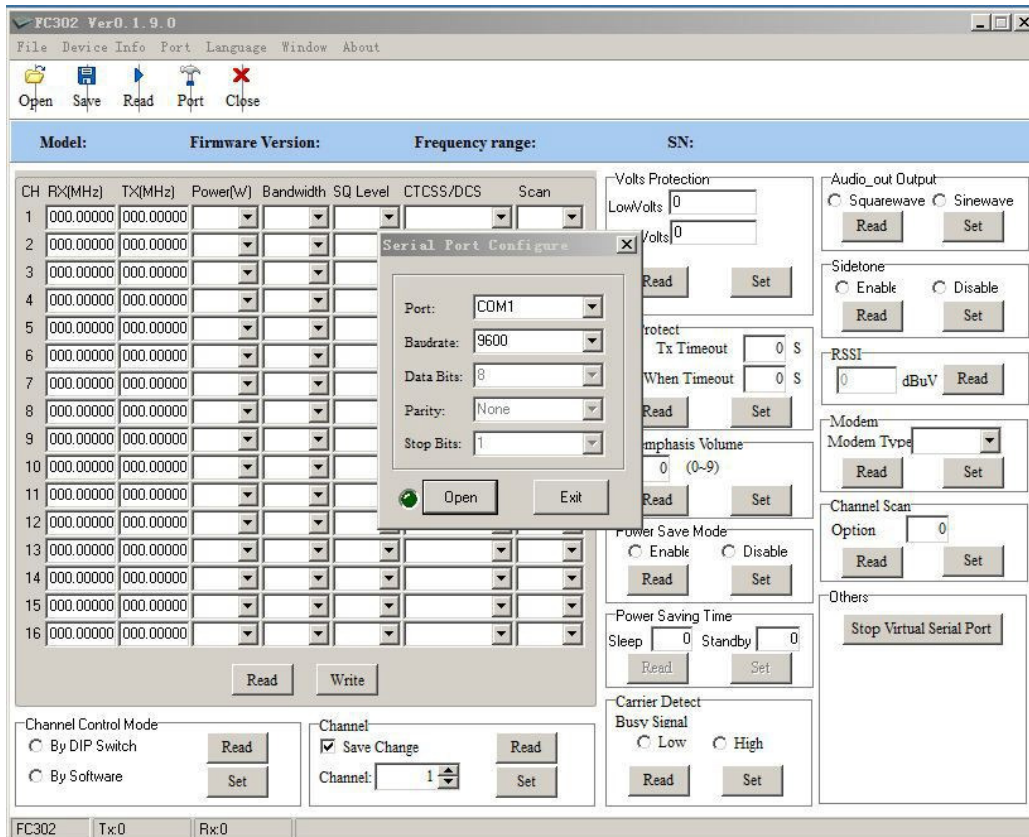 FC302 Ver0.1.9.0
File Device Info Port Language Window About
Open Save Read Port Close
Model: Firmware Version: Frequency range: SN:
CH RX(MHz) TX(MHz) Power(W) Bandwidth SQ Level CTCSS/DCS Scan
1 000.00000 000.00000
2 000.00000 000.00000
3 000.00000 000.00000
4 000.00000 000.00000
5 000.00000 000.00000
6 000.00000 000.00000
7 000.00000 000.00000
8 000.00000 000.00000
9 000.00000 000.00000
10 000.00000 000.00000
11 000.00000 000.00000
12 000.00000 000.00000
13 000.00000 000.00000
14 000.00000 000.00000
15 000.00000 000.00000
16 000.00000 000.00000
Read Write
Serial Port Configure
Port: COM1
Baudrate: 9600
Data Bits: 8
Parity: None
Stop Bits: 1
Open Exit
Channel Control Mode
By DIP Switch Read
By Software Set
Channel
Save Change Read
Channel: 1 Set
Volts Protection
LowVolts 0
Volts 0
Read Set
rotect
Tx Timeout 0 S
When Timeout 0 S
Read Set
emphasis Volume
0 (0~9)
Read Set
Power Save Mode
Enable Disable
Read Set
Power Saving Time
Sleep 0 Standby 0
Read Set
Carrier Detect
Busy Signal
Low High
Read Set
Audio_out Output
Squarewave Sinewave
Read Set
Sidetone
Enable Disable
Read Set
RSSI
0 dBuV Read
Modem
Modem Type
Read Set
Channel Scan
Option 0
Read Set
Others
Stop Virtual Serial Port
FC302 Tx:0 Rx:0